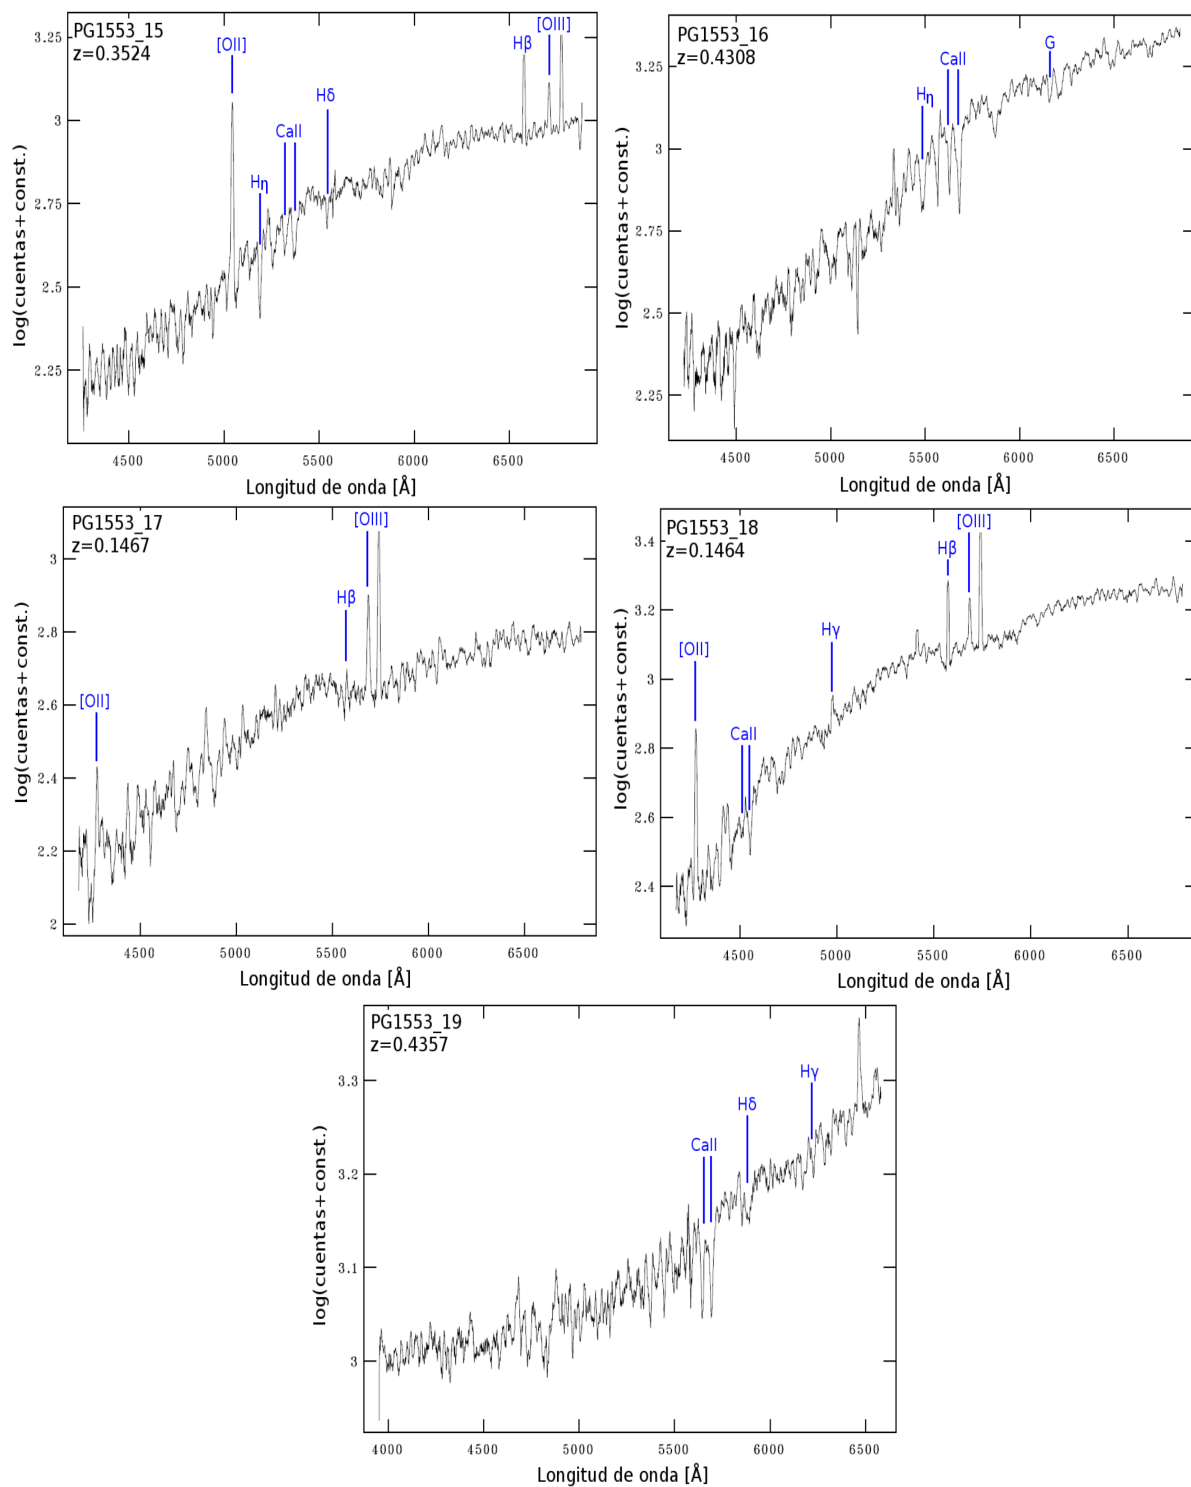 PG1553_15
z=0.3524
[OII]
Hη
CaII
Hδ
Hβ
[OIII]
3.25
3
2.75
2.5
2.25
log(cuentas+const.)
4500 5000 5500 6000 6500
Longitud de onda [Å]
PG1553_16
z=0.4308
Hη
CaII
G
3.25
3
2.75
2.5
2.25
log(cuentas+const.)
4500 5000 5500 6000 6500
Longitud de onda [Å]
PG1553_17
z=0.1467
[OII]
Hβ
[OIII]
3
2.8
2.6
2.4
2.2
2
log(cuentas+const.)
4500 5000 5500 6000 6500
Longitud de onda [Å]
PG1553_18
z=0.1464
[OII]
CaII
Hγ
Hβ
[OIII]
3.4
3.2
3
2.8
2.6
2.4
log(cuentas+const.)
4500 5000 5500 6000 6500
Longitud de onda [Å]
PG1553_19
z=0.4357
CaII
Hδ
Hγ
3.3
3.2
3.1
3
log(cuentas+const.)
4000 4500 5000 5500 6000 6500
Longitud de onda [Å]